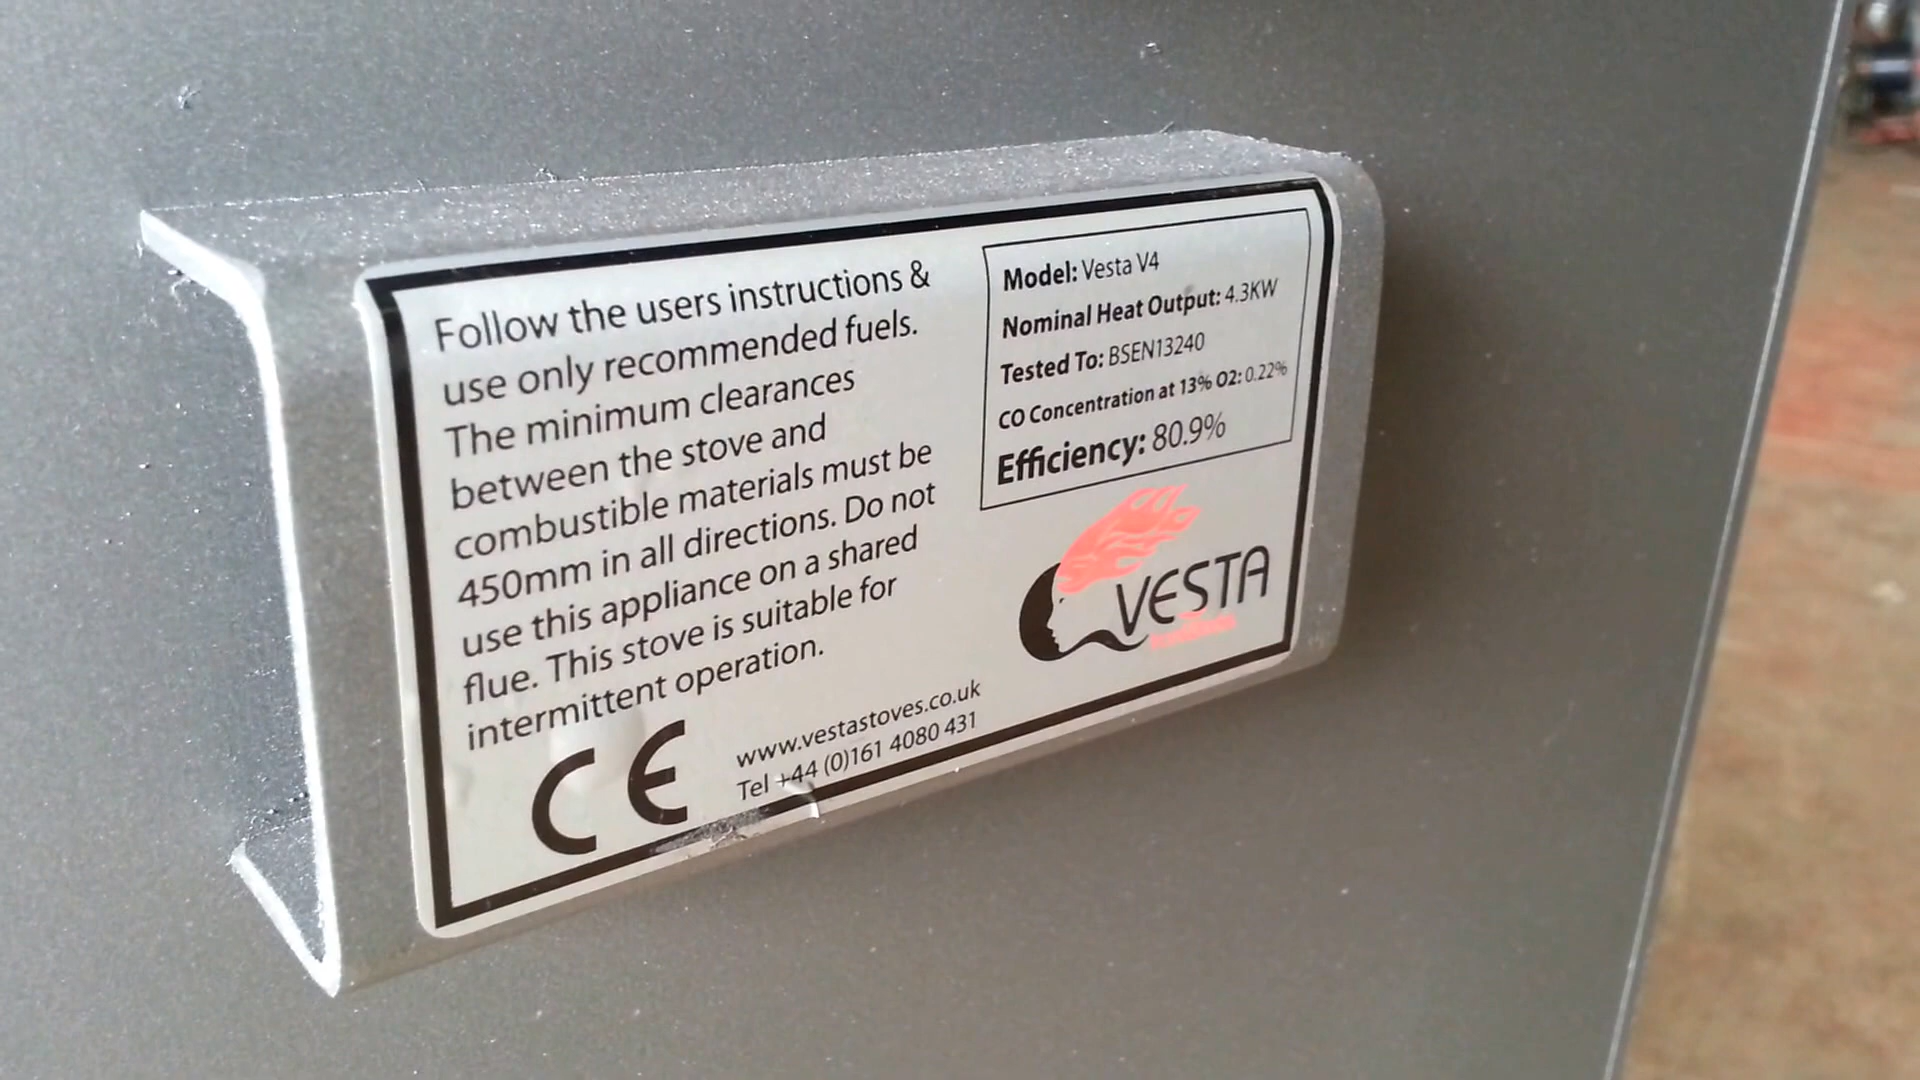 Follow the users instructions &
use only recommended fuels.
The minimum clearances
between the stove and
combustible materials must be
450mm in all directions. Do not
use this appliance on a shared
flue. This stove is suitable for
intermittent operation.
CE
www.vestastoves.co.uk
Tel +44 (0)161 4080 431
Model: Vesta V4
Nominal Heat Output: 4.3KW
Tested To: BSEN13240
CO Concentration at 13% O2: 0.22%
Efficiency: 80.9%
VESTA